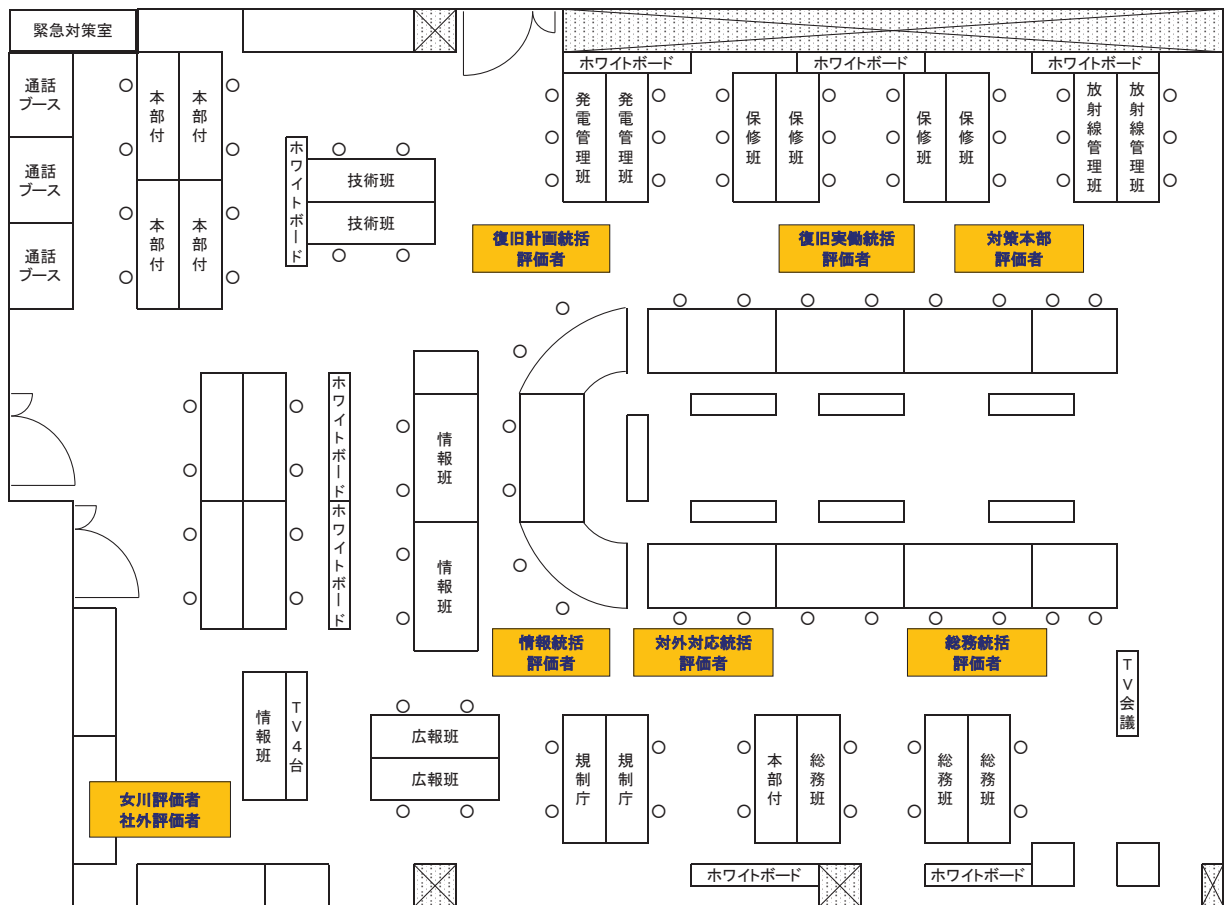 緊急対策室
通話
ブース
通話
ブース
通話
ブース
本部付
本部付
本部付
本部付
ホワイトボード
技術班
技術班
ホワイトボード
発電管理班
発電管理班
ホワイトボード
保修班
保修班
保修班
保修班
ホワイトボード
放射線管理班
放射線管理班
復旧計画統括
評価者
復旧実働統括
評価者
対策本部
評価者
ホワイトボード
ホワイトボード
情報班
情報班
情報統括
評価者
対外対応統括
評価者
総務統括
評価者
TV会議
情報班
TV4台
広報班
広報班
規制庁
規制庁
本部付
総務班
総務班
総務班
女川評価者
社外評価者
ホワイトボード
ホワイトボード